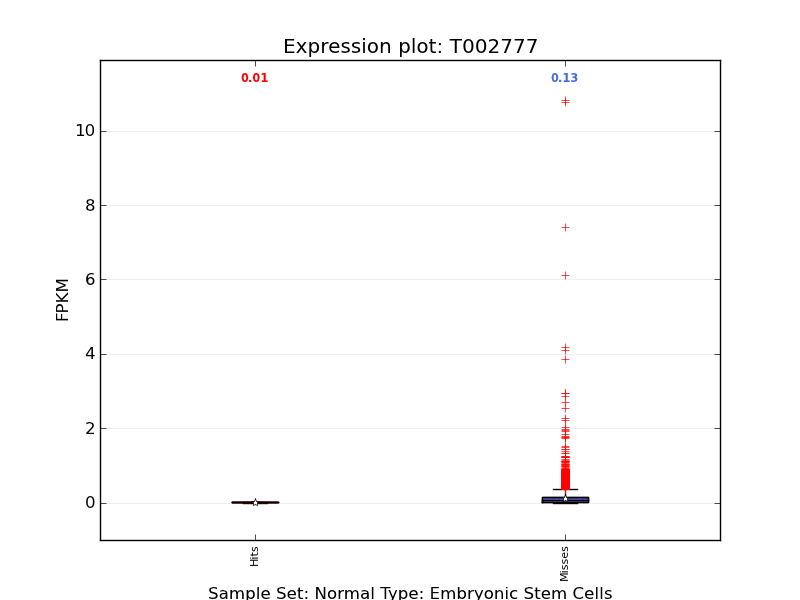 Expression plot: T002777
0.01
0.13
10
8
6
4
2
0
FPKM
Hits
Misses
Sample Set: Normal Type: Embryonic Stem Cells